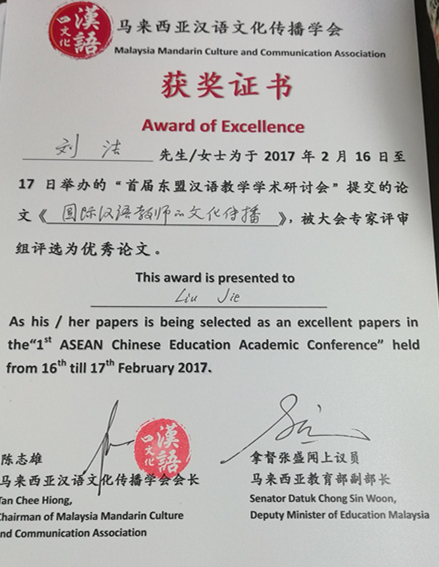 漢語
文化
马来西亚汉语文化传播学会
Malaysia Mandarin Culture and Communication Association
获奖证书
Award of Excellence
刘 洁 先生/女士为于 2017 年 2 月 16 日至
17 日举办的“首届东盟汉语教学学术研讨会”提交的论
文《 国际汉语教师の文化传播 》，被大会专家评审
组评选为优秀论文。
This award is presented to
Liu Jie
As his / her papers is being selected as an excellent papers in
the“1st ASEAN Chinese Education Academic Conference” held
from 16th till 17th February 2017.
漢語
文化
陈志雄
马来西亚汉语文化传播学会会长
Tan Chee Hiong,
Chairman of Malaysia Mandarin Culture
and Communication Association
拿督张盛闻上议员
马来西亚教育部副部长
Senator Datuk Chong Sin Woon,
Deputy Minister of Education Malaysia